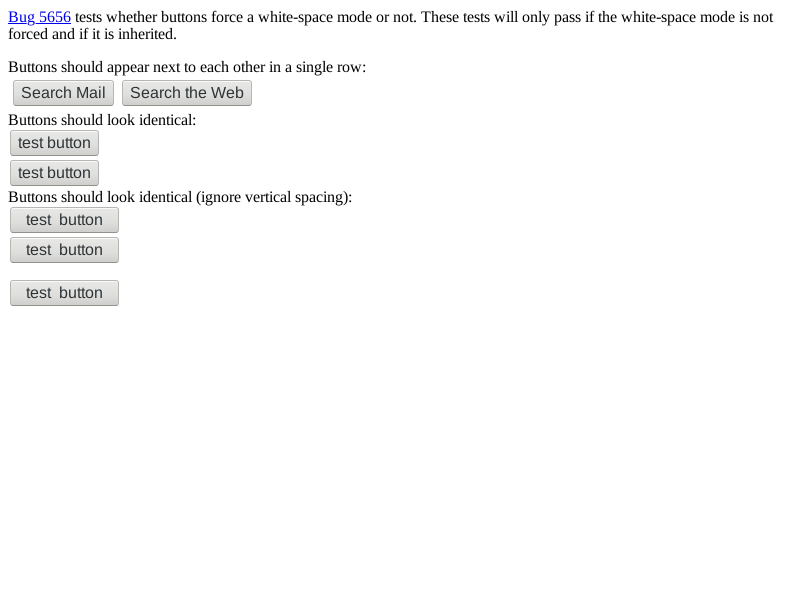 Bug 5656 tests whether buttons force a white-space mode or not. These tests will only pass if the white-space mode is not
forced and if it is inherited.
Buttons should appear next to each other in a single row:
Search Mail Search the Web
Buttons should look identical:
test button
test button
Buttons should look identical (ignore vertical spacing):
test  button
test  button
test  button